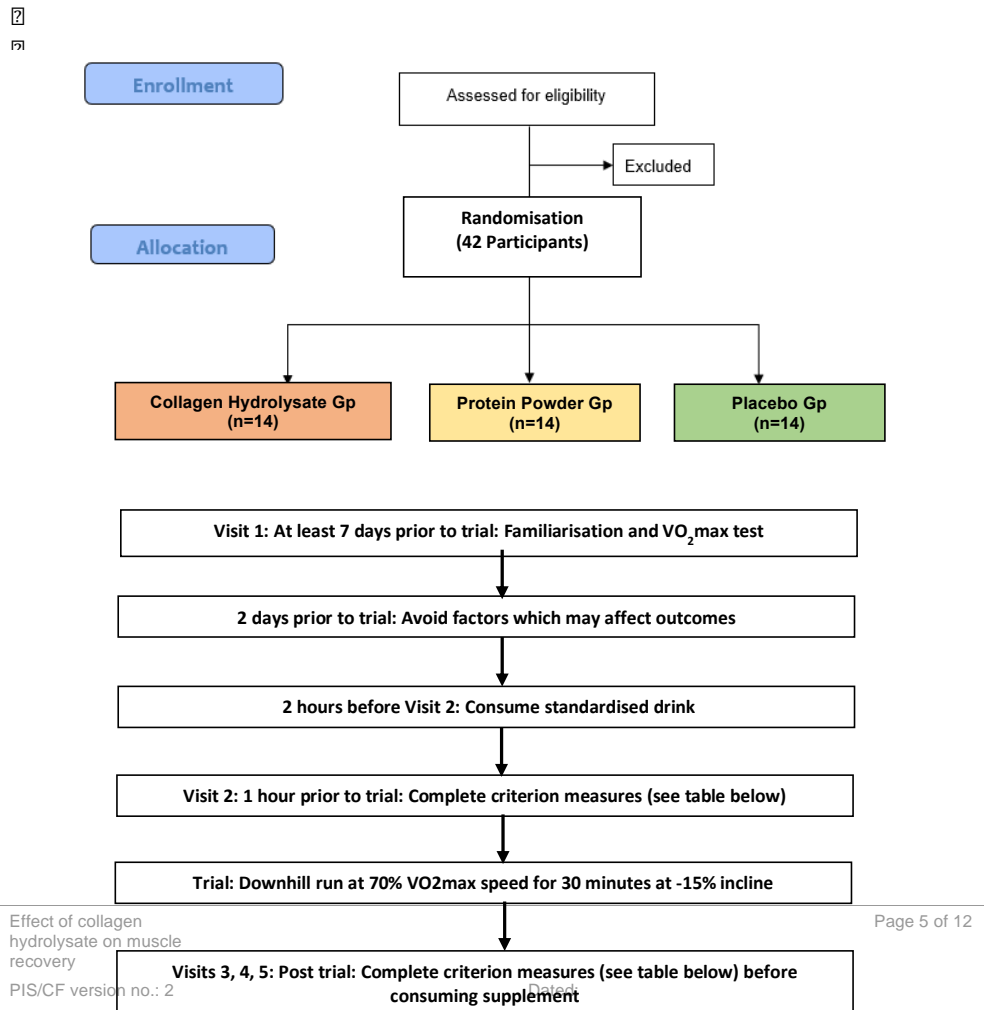 Enrollment
Assessed for eligibility
Excluded
Randomisation
(42 Participants)
Allocation
Collagen Hydrolysate Gp
(n=14)
Protein Powder Gp
(n=14)
Placebo Gp
(n=14)
Visit 1: At least 7 days prior to trial: Familiarisation and VO2max test
2 days prior to trial: Avoid factors which may affect outcomes
2 hours before Visit 2: Consume standardised drink
Visit 2: 1 hour prior to trial: Complete criterion measures (see table below)
Trial: Downhill run at 70% VO2max speed for 30 minutes at -15% incline
Visits 3, 4, 5: Post trial: Complete criterion measures (see table below) before
consuming supplement
Effect of collagen
hydrolysate on muscle
recovery
Page 5 of 12
PIS/CF version no.: 2
Dated: